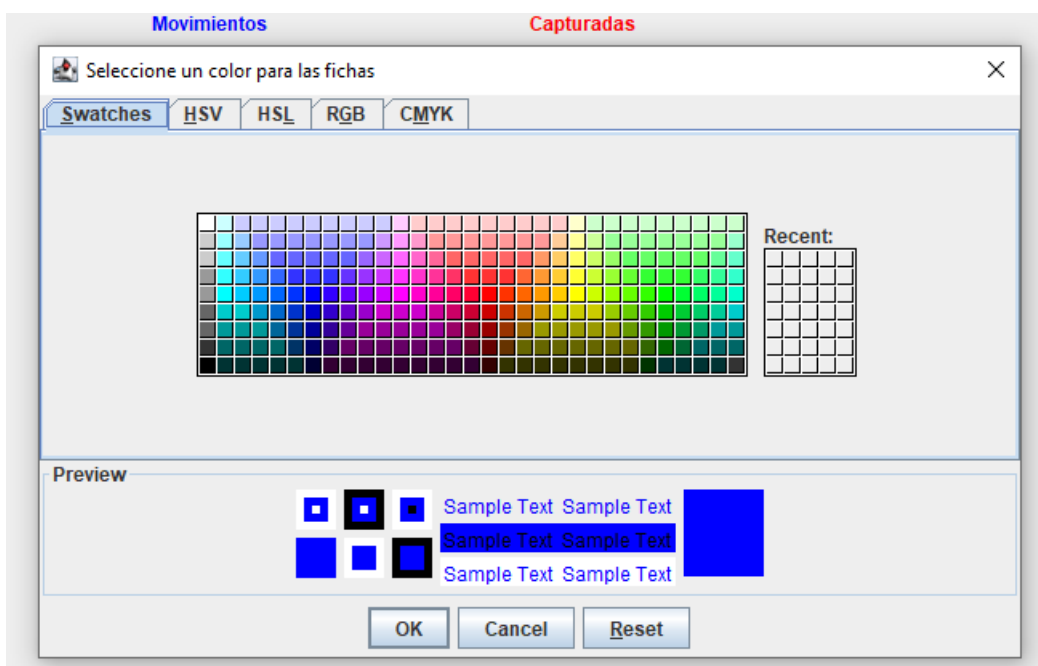 Movimientos Capturadas
Seleccione un color para las fichas
Swatches HSV HSL RGB CMYK
Recent:
Preview
Sample Text Sample Text
Sample Text Sample Text
Sample Text Sample Text
OK Cancel Reset